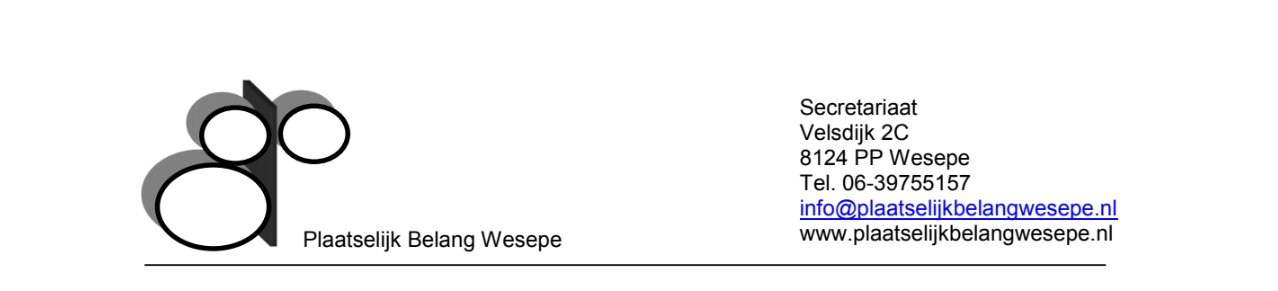 Secretariaat
Velsdijk 2C
8124 PP Wesepe
Tel. 06-39755157
info@plaatselijkbelangwesepe.nl
www.plaatselijkbelangwesepe.nl
Plaatselijk Belang Wesepe